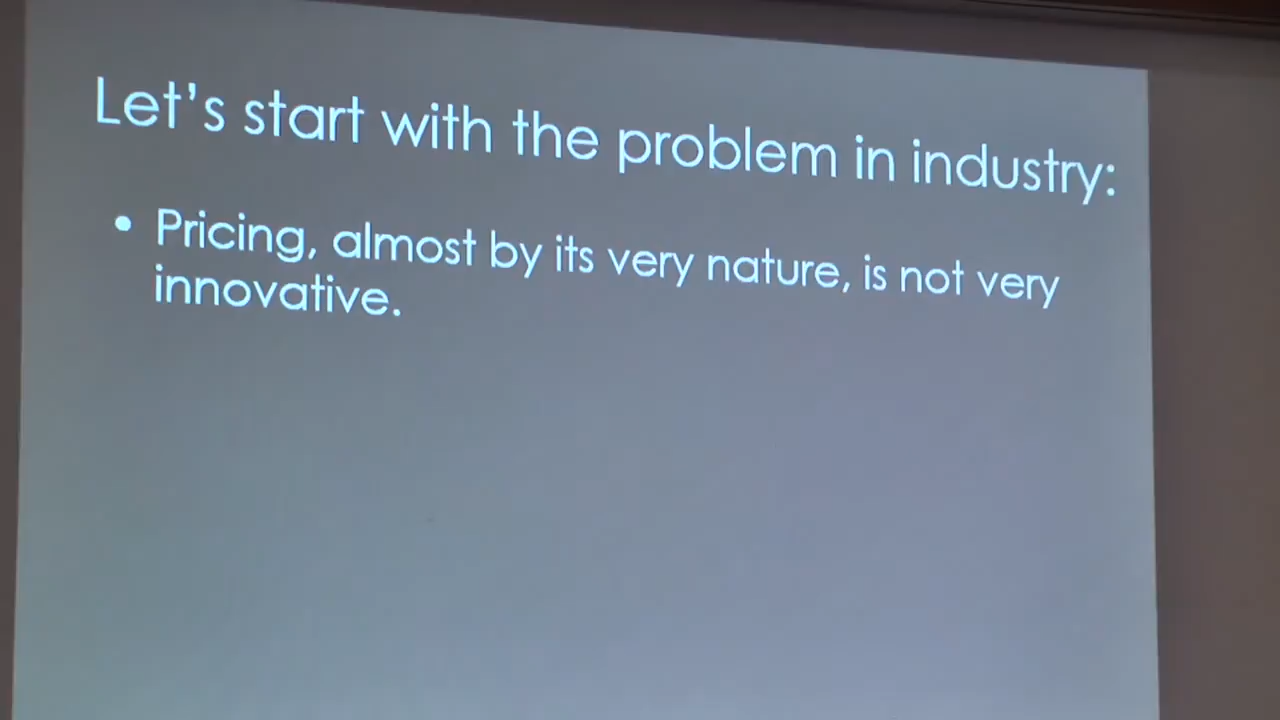 Let's start with the problem in industry:
• Pricing, almost by its very nature, is not very
innovative.